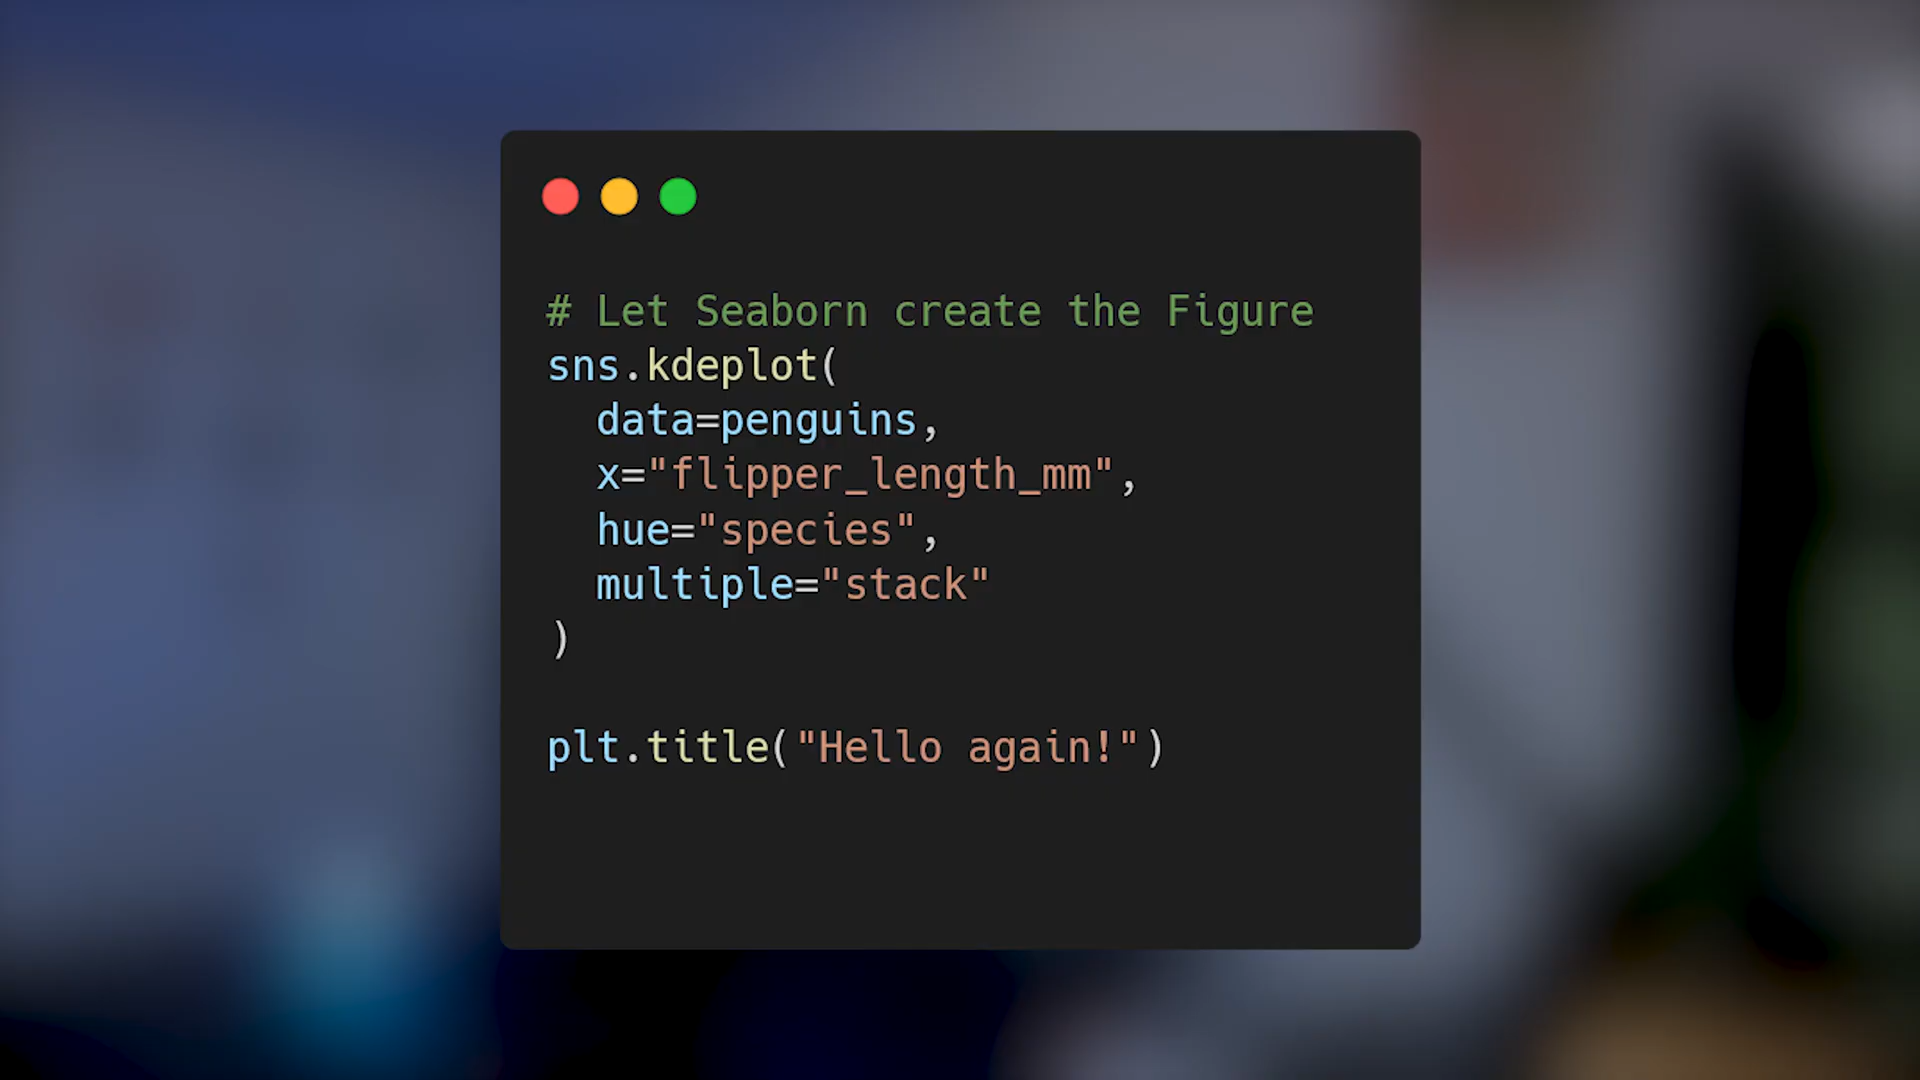 # Let Seaborn create the Figure
sns.kdeplot(
  data=penguins,
  x="flipper_length_mm",
  hue="species",
  multiple="stack"
)
plt.title("Hello again!")